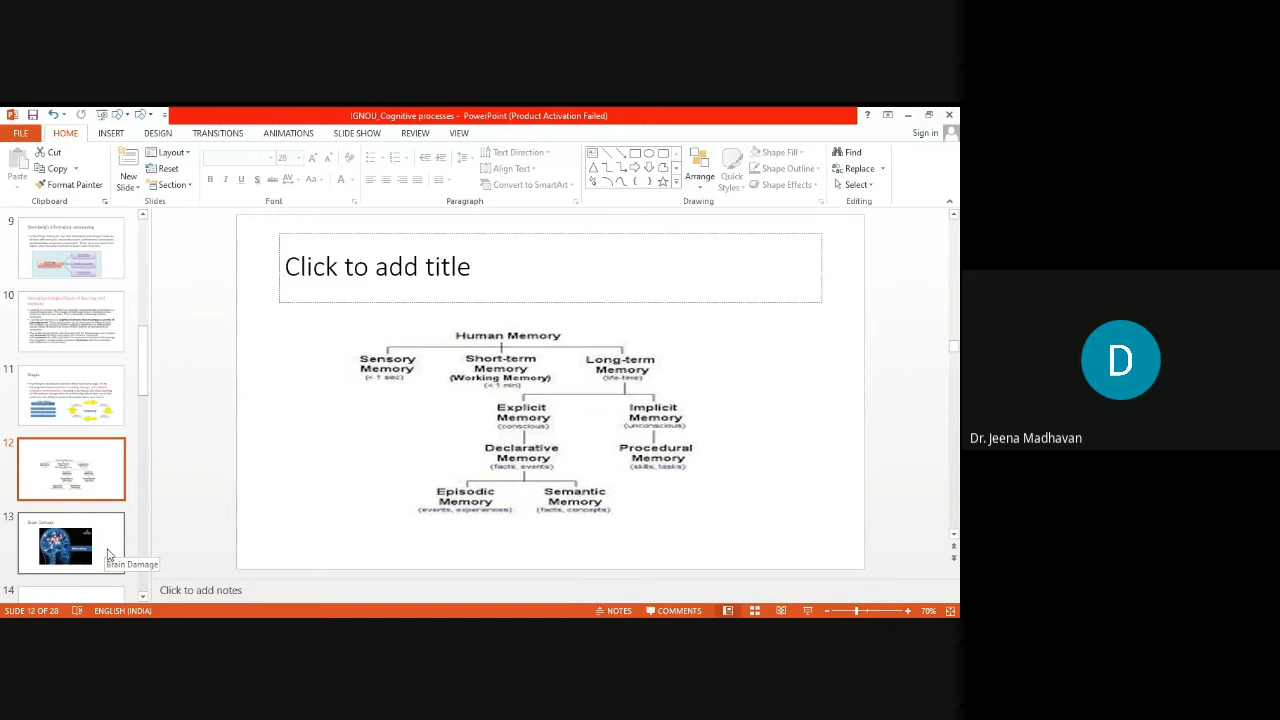 IGNOU_Cognitive processes - PowerPoint (Product Activation Failed)
FILE HOME INSERT DESIGN TRANSITIONS ANIMATIONS SLIDE SHOW REVIEW VIEW Sign in
Paste
Cut
Copy
Format Painter
Clipboard
New
Slide
Layout
Reset
Section
Slides
28
Font
Text Direction
Align Text
Convert to SmartArt
Paragraph
Arrange
Quick
Styles
Shape Fill
Shape Outline
Shape Effects
Drawing
Find
Replace
Select
Editing
9
10
11
Stages
12
13
Brain Damage
Brain Damage
14
Click to add title
Human Memory
Sensory
Memory
(< 1 sec)
Short-term
Memory
(Working Memory)
(< 1 min)
Long-term
Memory
(life-time)
Explicit
Memory
(conscious)
Implicit
Memory
(unconscious)
Declarative
Memory
(facts, events)
Procedural
Memory
(skills, tasks)
Episodic
Memory
(events, experiences)
Semantic
Memory
(facts, concepts)
Click to add notes
SLIDE 12 OF 28 ENGLISH (INDIA) NOTES COMMENTS 70%
D
Dr. Jeena Madhavan